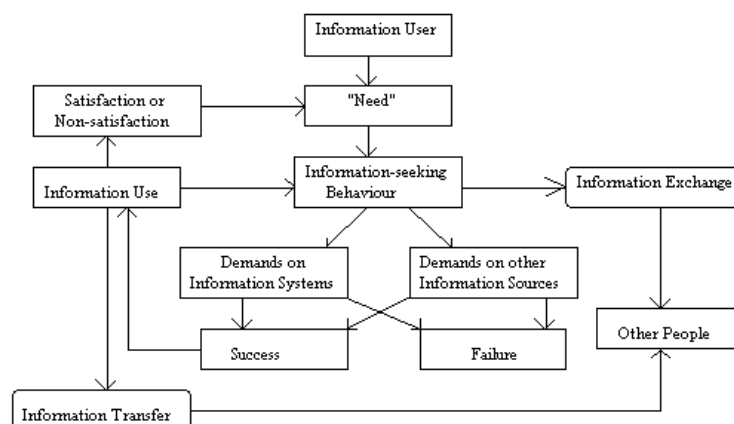 Information User
Satisfaction or
Non-satisfaction
"Need"
Information Use
Information-seeking
Behaviour
Information Exchange
Demands on
Information Systems
Demands on other
Information Sources
Success
Failure
Other People
Information Transfer